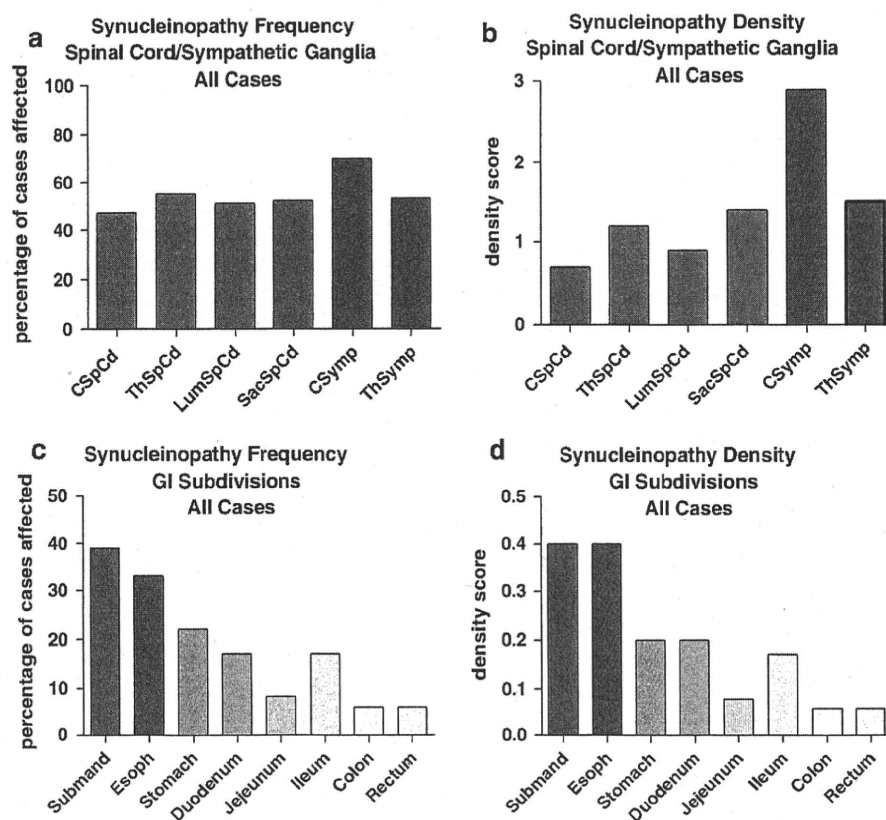 a
Synucleinopathy Frequency
Spinal Cord/Sympathetic Ganglia
All Cases
percentage of cases affected
100
80
60
40
20
0
CSpCd
ThSpCd
LumSpCd
SacSpCd
CSymp
ThSymp
b
Synucleinopathy Density
Spinal Cord/Sympathetic Ganglia
All Cases
density score
3
2
1
0
CSpCd
ThSpCd
LumSpCd
SacSpCd
CSymp
ThSymp
c
Synucleinopathy Frequency
GI Subdivisions
All Cases
percentage of cases affected
50
40
30
20
10
0
Submand
Esoph
Stomach
Duodenum
Jejeunum
Ileum
Colon
Rectum
d
Synucleinopathy Density
GI Subdivisions
All Cases
density score
0.5
0.4
0.3
0.2
0.1
0.0
Submand
Esoph
Stomach
Duodenum
Jejeunum
Ileum
Colon
Rectum